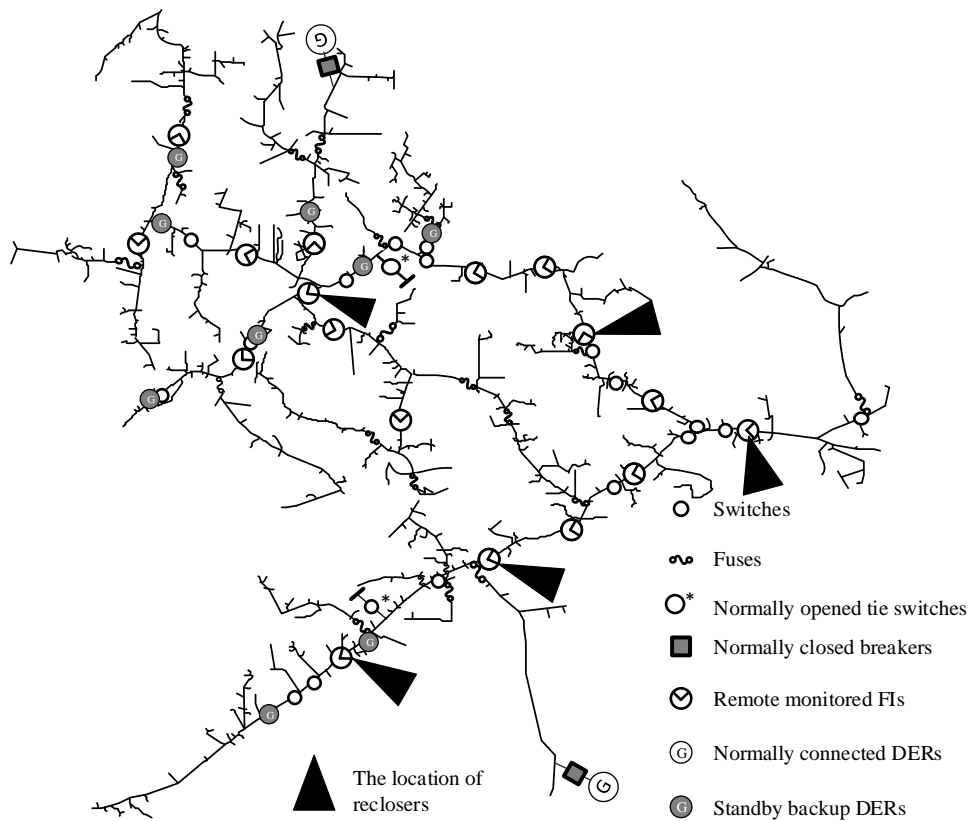 G
G
G
G
G
G
*
G
G
G
Switches
Fuses
*
Normally opened tie switches
*
G
Normally closed breakers
G
Remote monitored FIs
G
Normally connected DERs
G
The location of
reclosers
G
Standby backup DERs